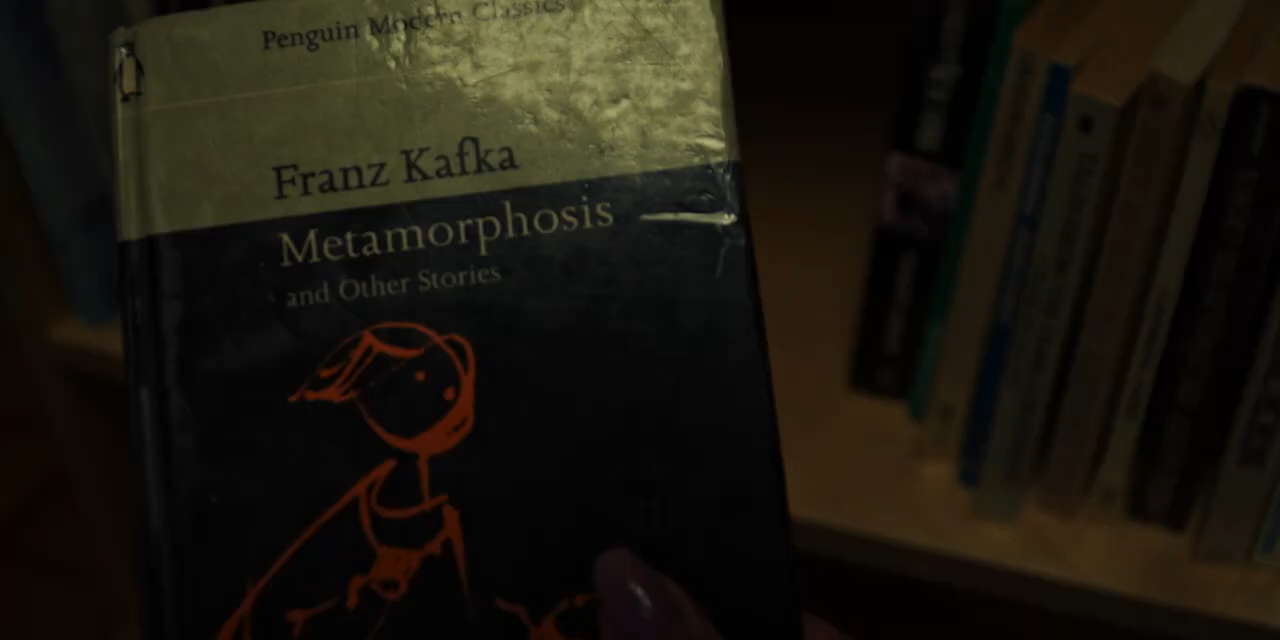 Penguin Modern Classics
Franz Kafka
Metamorphosis
and Other Stories